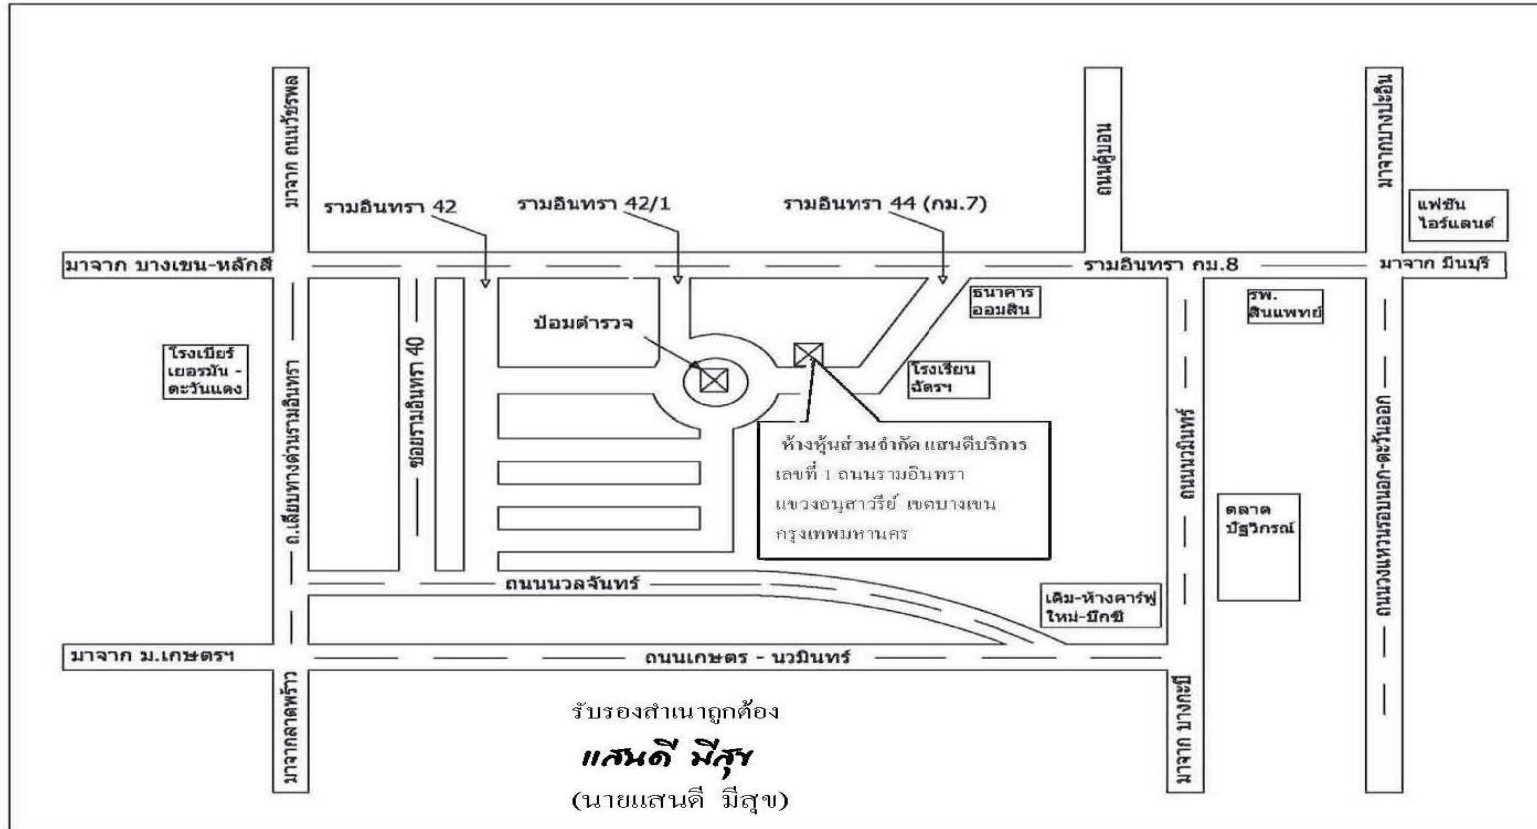 มาจาก ถนนวัชรพล
ถนนคู้บอน
มาจากบางปะอิน
รามอินทรา 42
รามอินทรา 42/1
รามอินทรา 44 (กม.7)
แฟชั่น
ไอร์แลนด์
มาจาก บางเขน-หลักสี่
รามอินทรา กม.8
มาจาก มีนบุรี
ธนาคาร
ออมสิน
รพ.
สินแพทย์
ป้อมตำรวจ
โรงเบียร์
เยอรมัน -
ตะวันแดง
ถ.เลียบทางด่วนรามอินทรา
ซอยรามอินทรา 40
โรงเรียน
ฉัตรฯ
ห้างหุ้นส่วนจำกัด แสนดีบริการ
เลขที่ 1 ถนนรามอินทรา
แขวงอนุสาวรีย์ เขตบางเขน
กรุงเทพมหานคร
ถนนนวมินทร์
ถนนวงแหวนรอบนอก-ตะวันออก
ตลาด
ปัฐวิกรณ์
ถนนนวลจันทร์
เดิม-ห้างคาร์ฟู
ใหม่-บิ๊กซี
มาจาก ม.เกษตรฯ
ถนนเกษตร - นวมินทร์
มาจากลาดพร้าว
มาจาก บางกะปิ
รับรองสำเนาถูกต้อง
แสนดี มีสุข
(นายแสนดี มีสุข)